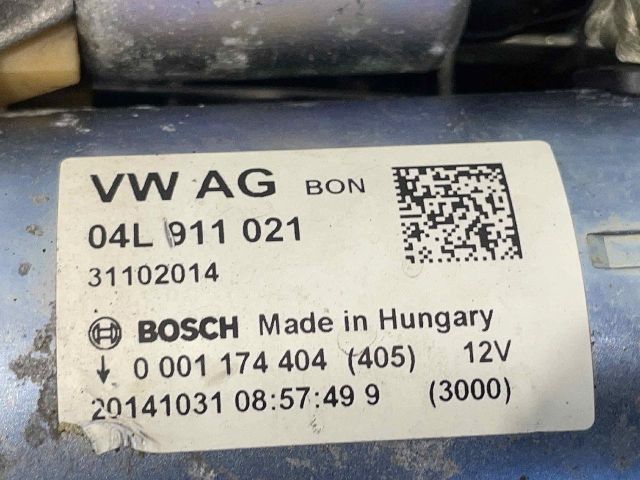 VW AG BON
04L 911 021
31102014
BOSCH Made in Hungary
↓ 0 001 174 404 (405) 12V
20141031 08:57:49 9 (3000)